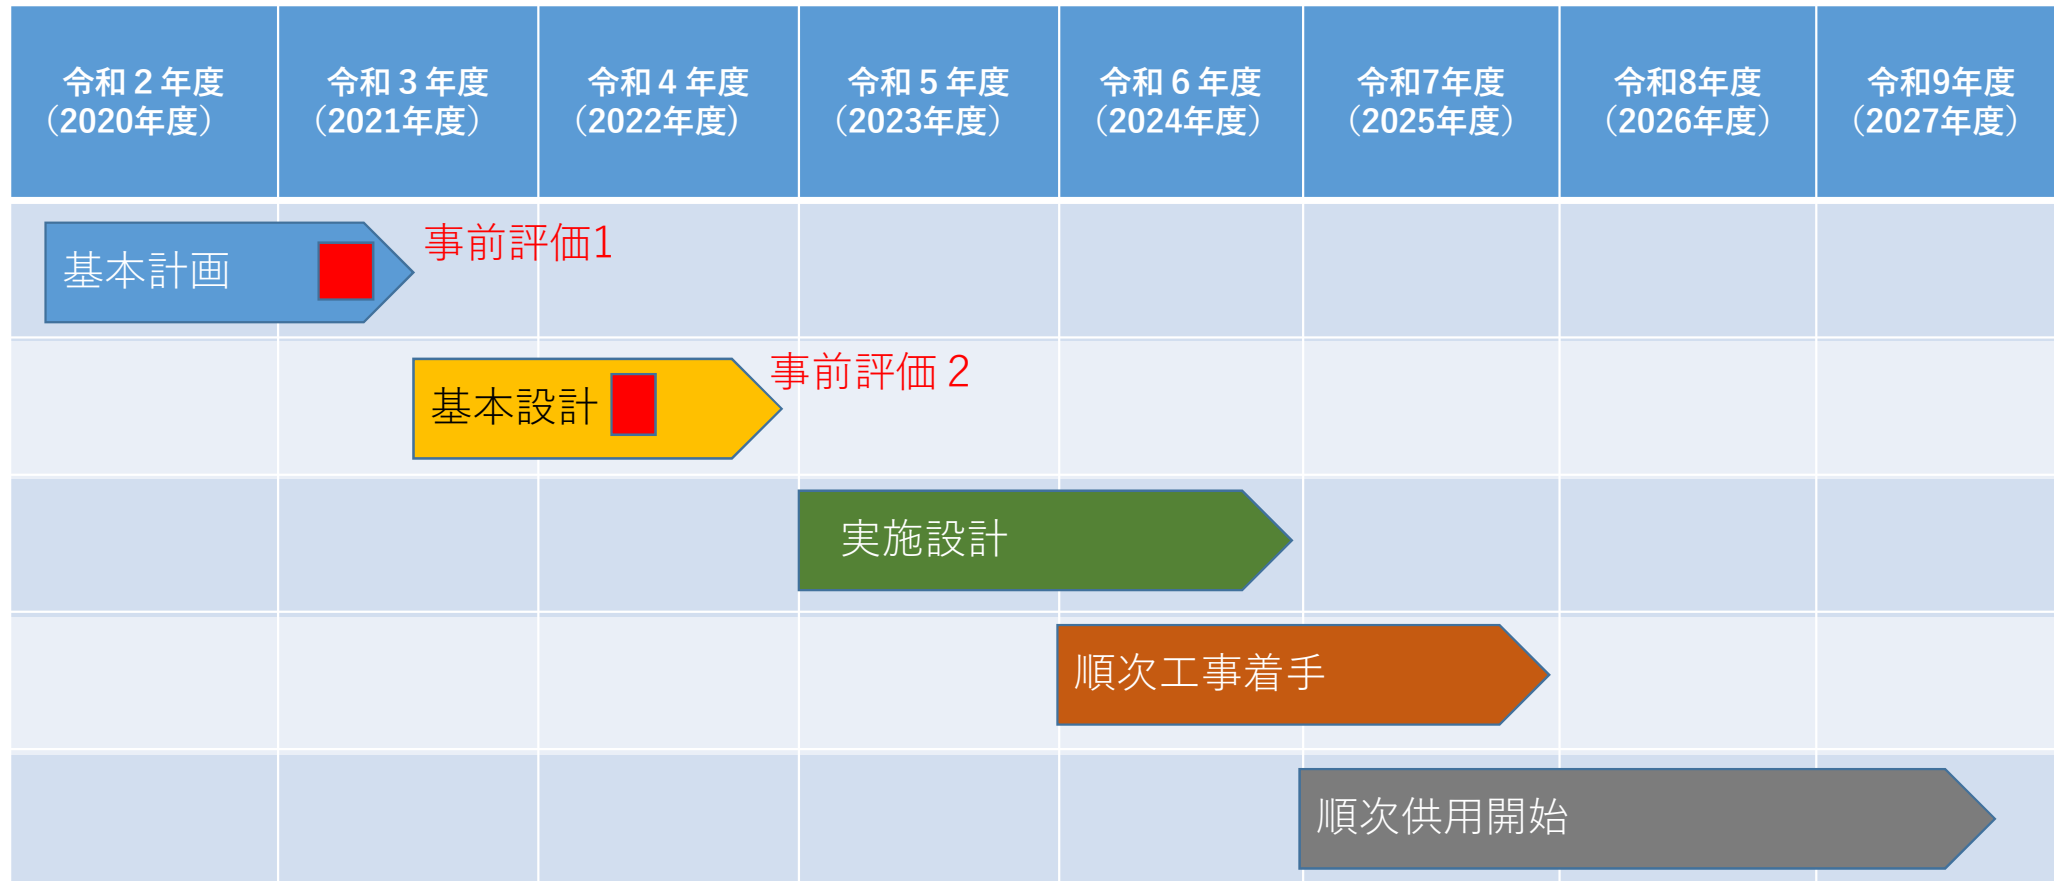 令和２年度
（2020年度）
令和３年度
（2021年度）
令和４年度
（2022年度）
令和５年度
（2023年度）
令和６年度
（2024年度）
令和7年度
（2025年度）
令和8年度
（2026年度）
令和9年度
（2027年度）
基本計画
事前評価1
基本設計
事前評価２
実施設計
順次工事着手
順次供用開始